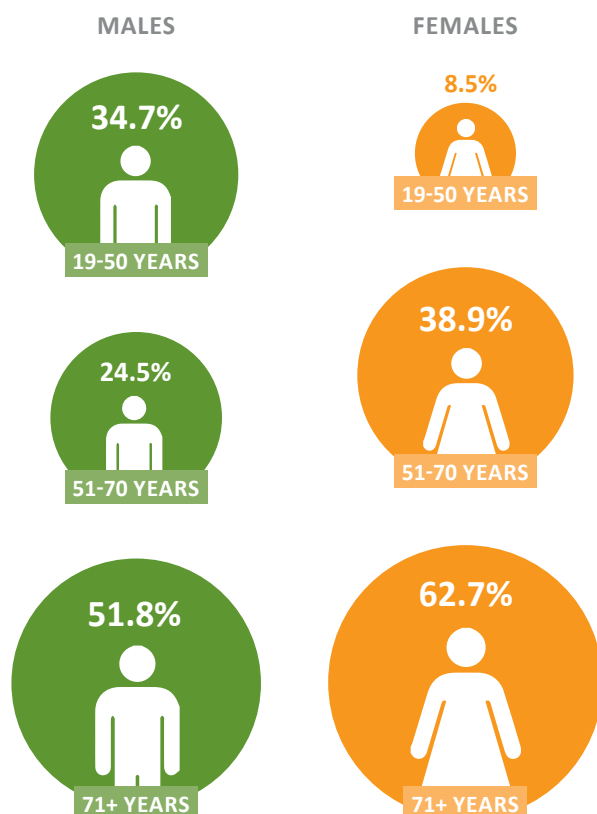 MALES
FEMALES
34.7%
19-50 YEARS
8.5%
19-50 YEARS
24.5%
51-70 YEARS
38.9%
51-70 YEARS
51.8%
71+ YEARS
62.7%
71+ YEARS